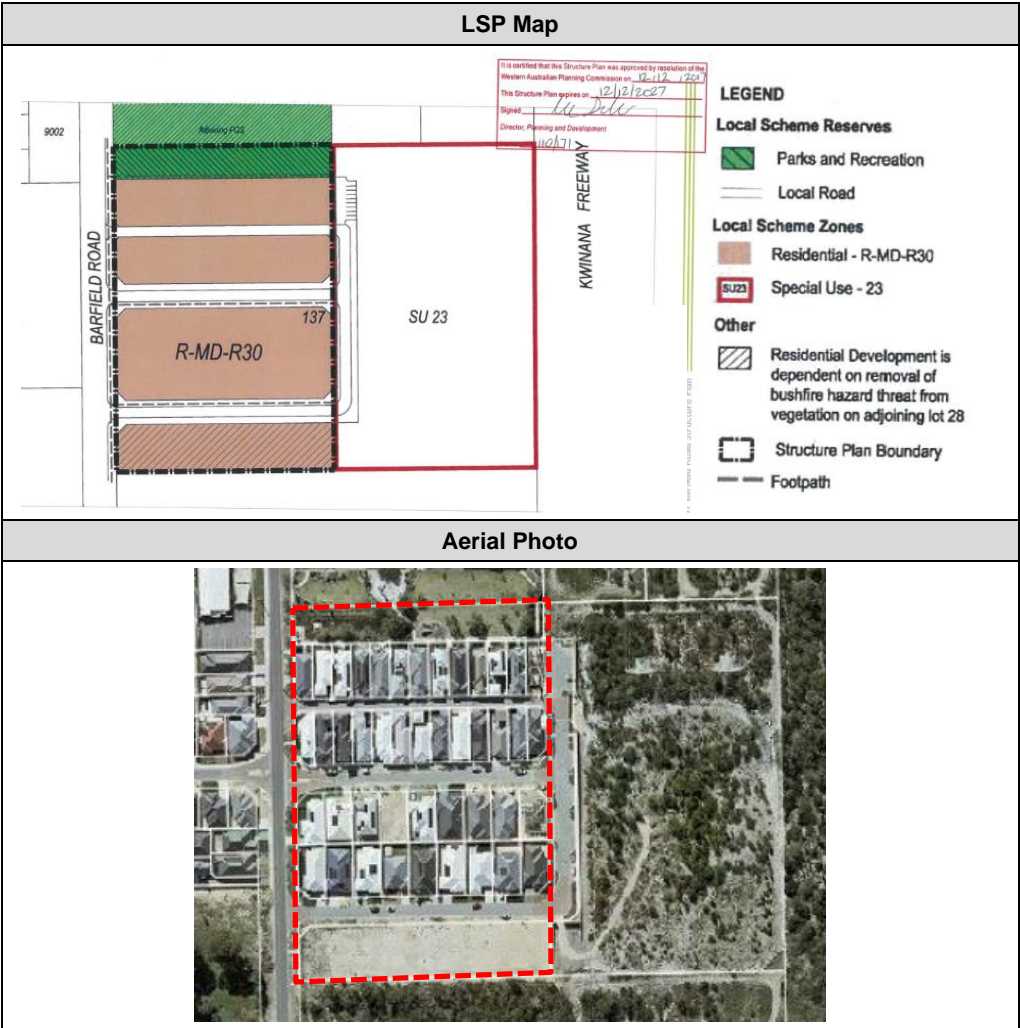 LSP Map
It is certified that this Structure Plan was approved by resolution of the
Western Australian Planning Commission on 12/12/2017
This Structure Plan expires on 12/12/2027
Signed
Director, Planning and Development
LEGEND
Local Scheme Reserves
Parks and Recreation
Local Road
Local Scheme Zones
Residential - R-MD-R30
SU23
Special Use - 23
Other
Residential Development is
dependent on removal of
bushfire hazard threat from
vegetation on adjoining lot 28
Structure Plan Boundary
Footpath
9002
Adjoining POS
BARFIELD ROAD
137
R-MD-R30
SU 23
KWINANA FREEWAY
Aerial Photo